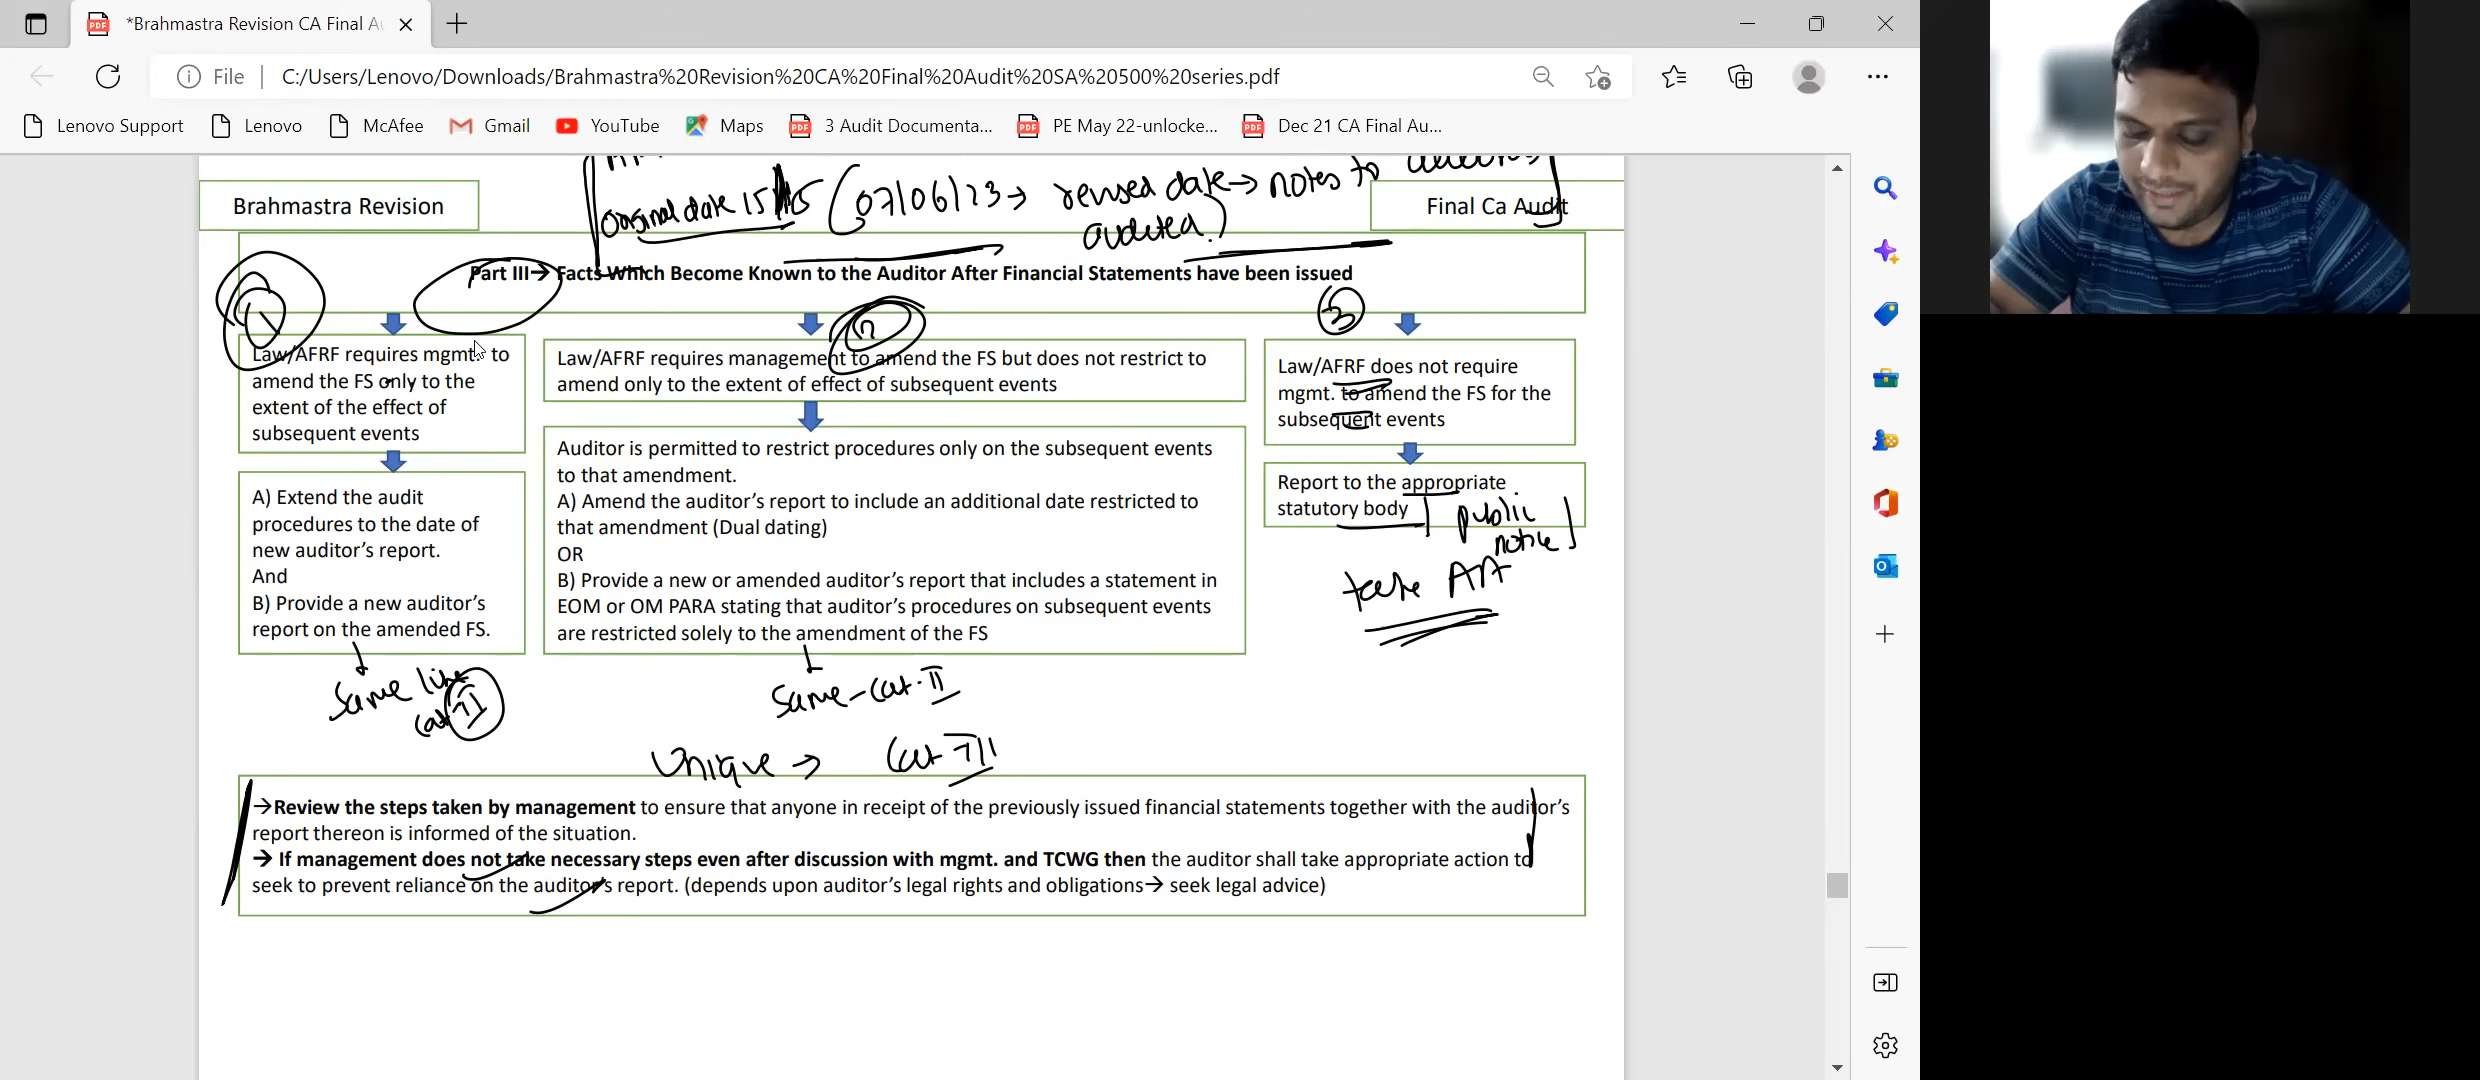 *Brahmastra Revision CA Final Au
File
C:/Users/Lenovo/Downloads/Brahmastra%20Revision%20CA%20Final%20Audit%20SA%20500%20series.pdf
Lenovo Support
Lenovo
McAfee
Gmail
YouTube
Maps
3 Audit Documenta...
PE May 22-unlocke...
Dec 21 CA Final Au...
original date 15/05 (07/06/23 → revised date → notes to
audited.)
Brahmastra Revision
Final Ca Audit
Part III→ Facts Which Become Known to the Auditor After Financial Statements have been issued
1
2
3
Law/AFRF requires mgmt. to
amend the FS only to the
extent of the effect of
subsequent events
A) Extend the audit
procedures to the date of
new auditor's report.
And
B) Provide a new auditor's
report on the amended FS.
Same like
Cat II
Law/AFRF requires management to amend the FS but does not restrict to
amend only to the extent of effect of subsequent events
Auditor is permitted to restrict procedures only on the subsequent events
to that amendment.
A) Amend the auditor's report to include an additional date restricted to
that amendment (Dual dating)
OR
B) Provide a new or amended auditor's report that includes a statement in
EOM or OM PARA stating that auditor's procedures on subsequent events
are restricted solely to the amendment of the FS
Same - Cat. II
Law/AFRF does not require
mgmt. to amend the FS for the
subsequent events
Report to the appropriate
statutory body
[public
notice]
take AA
Unique → Cat III
→Review the steps taken by management to ensure that anyone in receipt of the previously issued financial statements together with the auditor's
report thereon is informed of the situation.
→ If management does not take necessary steps even after discussion with mgmt. and TCWG then the auditor shall take appropriate action to
seek to prevent reliance on the auditor's report. (depends upon auditor's legal rights and obligations→ seek legal advice)